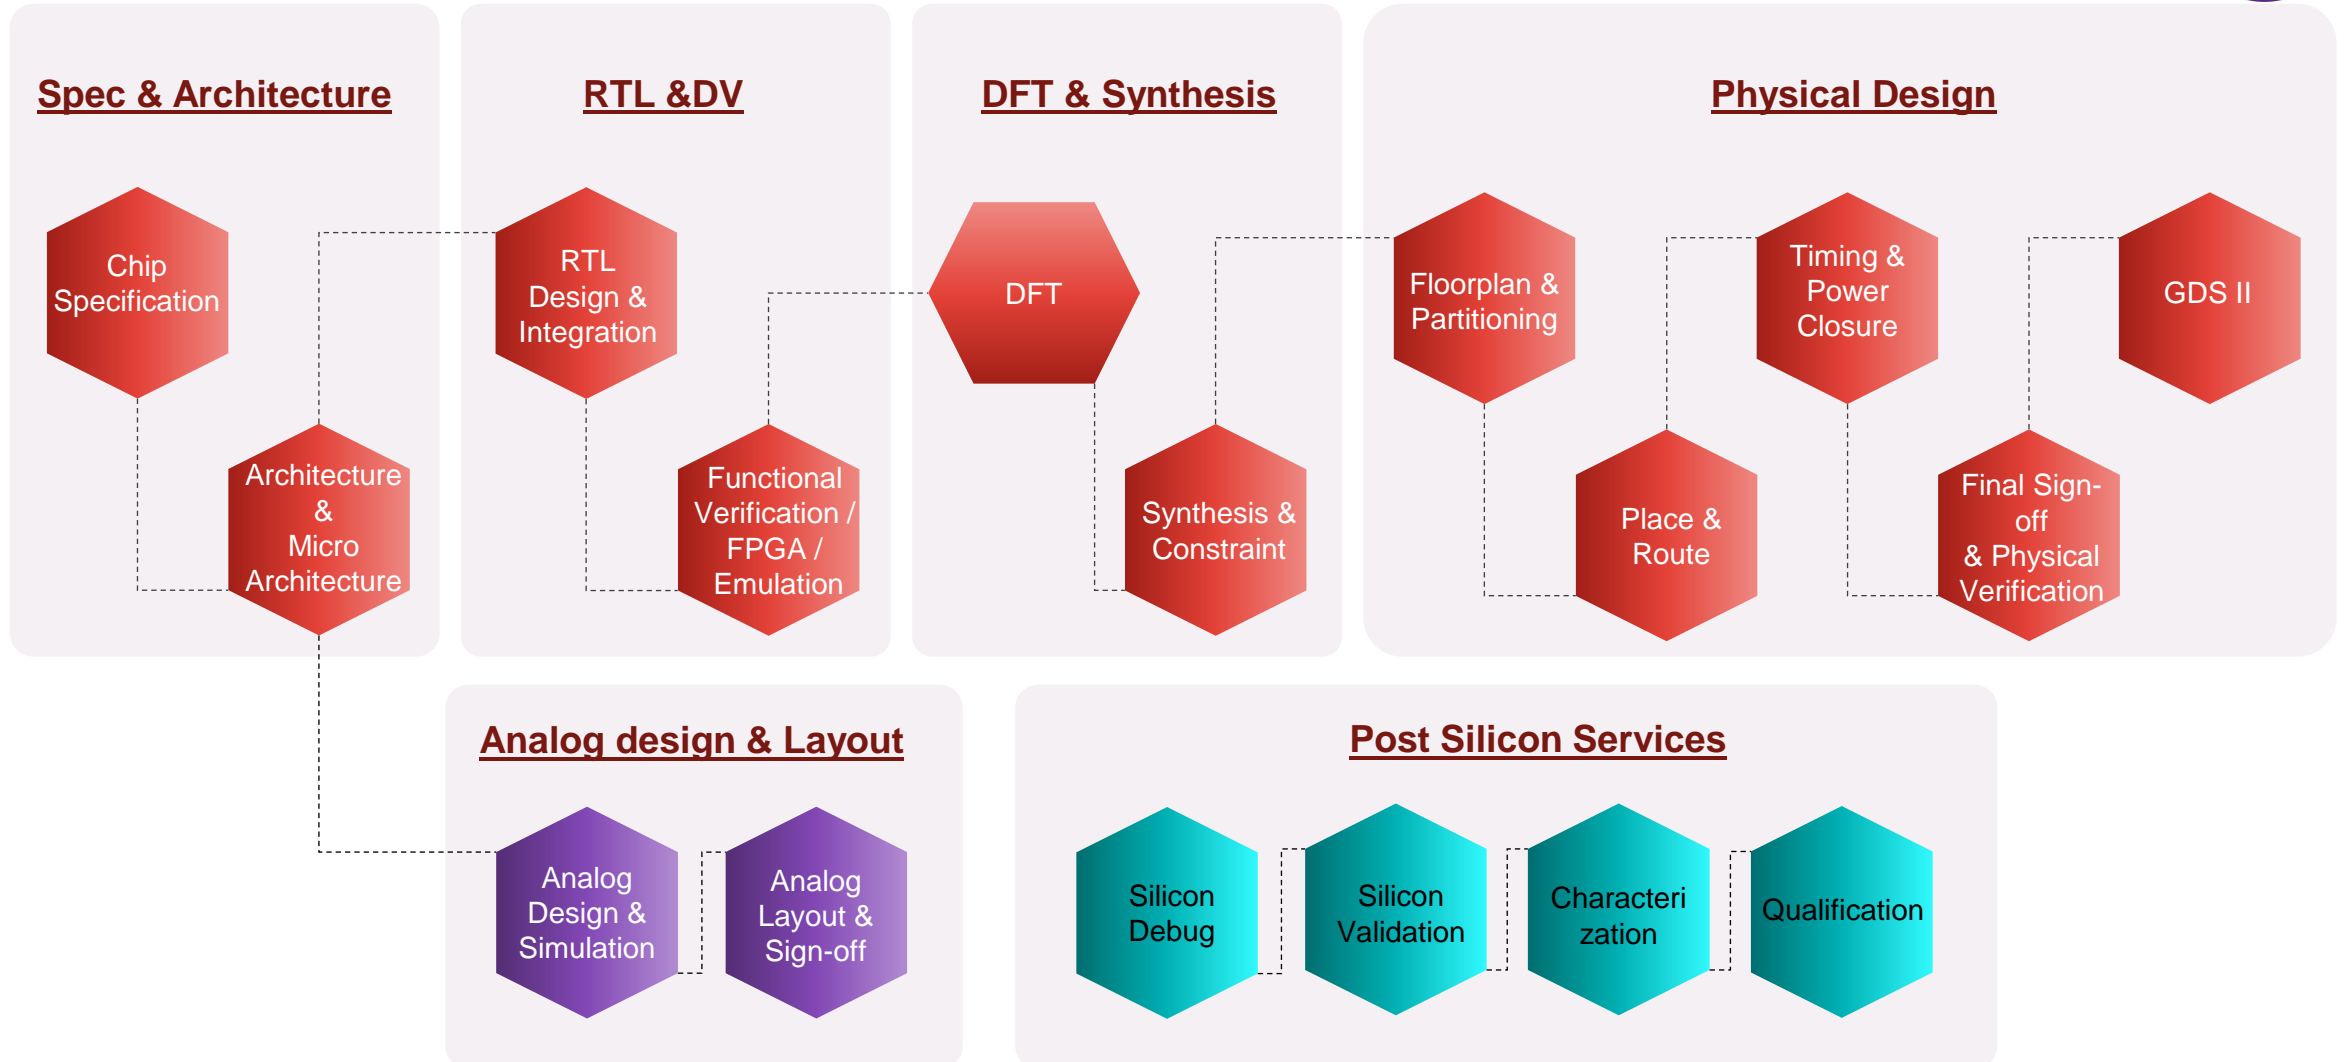 Spec & Architecture
Chip
Specification
Architecture
&
Micro
Architecture
RTL &DV
RTL
Design &
Integration
Functional
Verification /
FPGA /
Emulation
DFT & Synthesis
DFT
Synthesis &
Constraint
Physical Design
Floorplan &
Partitioning
Place &
Route
Timing &
Power
Closure
Final Sign-
off
& Physical
Verification
GDS II
Analog design & Layout
Analog
Design &
Simulation
Analog
Layout &
Sign-off
Post Silicon Services
Silicon
Debug
Silicon
Validation
Characteri
zation
Qualification